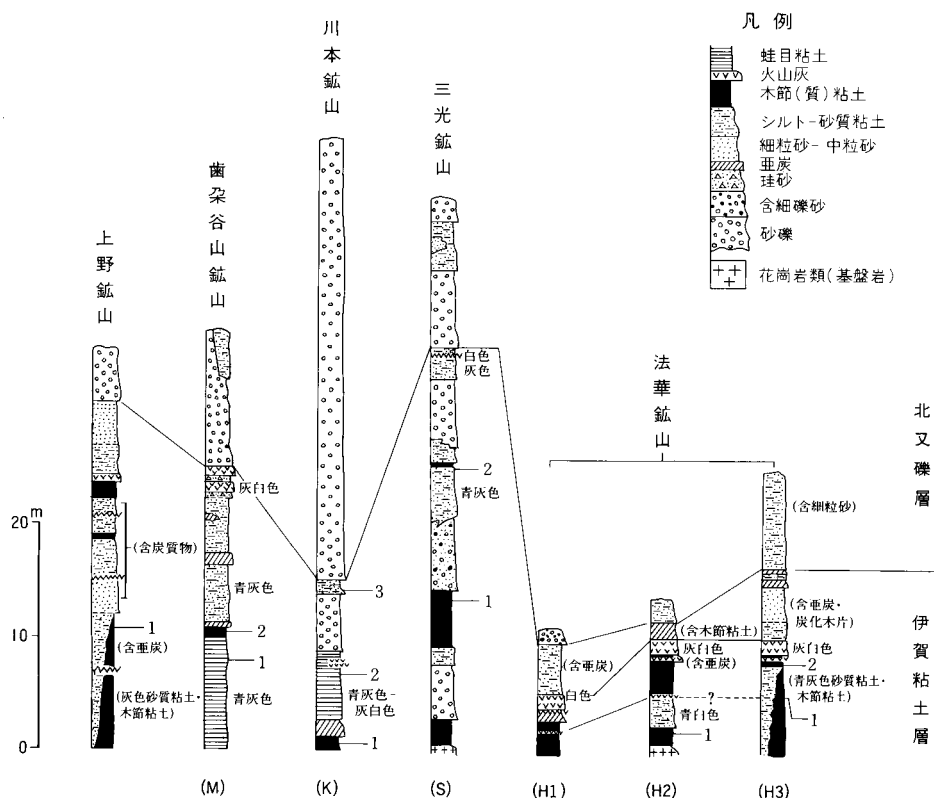 凡例
蛙目粘土
火山灰
木節(質)粘土
シルト-砂質粘土
細粒砂-中粒砂
亜炭
珪砂
含細礫砂
砂礫
花崗岩類(基盤岩)
上野鉱山
歯朶谷山鉱山
川本鉱山
三光鉱山
法華鉱山
北又礫層
伊賀粘土層
20 m
10
0
(含炭質物)
1
(含亜炭)
(灰色砂質粘土・
木節粘土)
灰白色
青灰色
2
1
青灰色
(M)
3
2
青灰色-
灰白色
1
(K)
白色
灰色
2
青灰色
1
(S)
(含亜炭)
白色
(H1)
(含木節粘土)
灰白色
(含亜炭)
?
青白色
1
(H2)
(含細粒砂)
(含亜炭・
炭化木片)
灰白色
2
(青灰色砂質粘土・
木節粘土)
1
(H3)